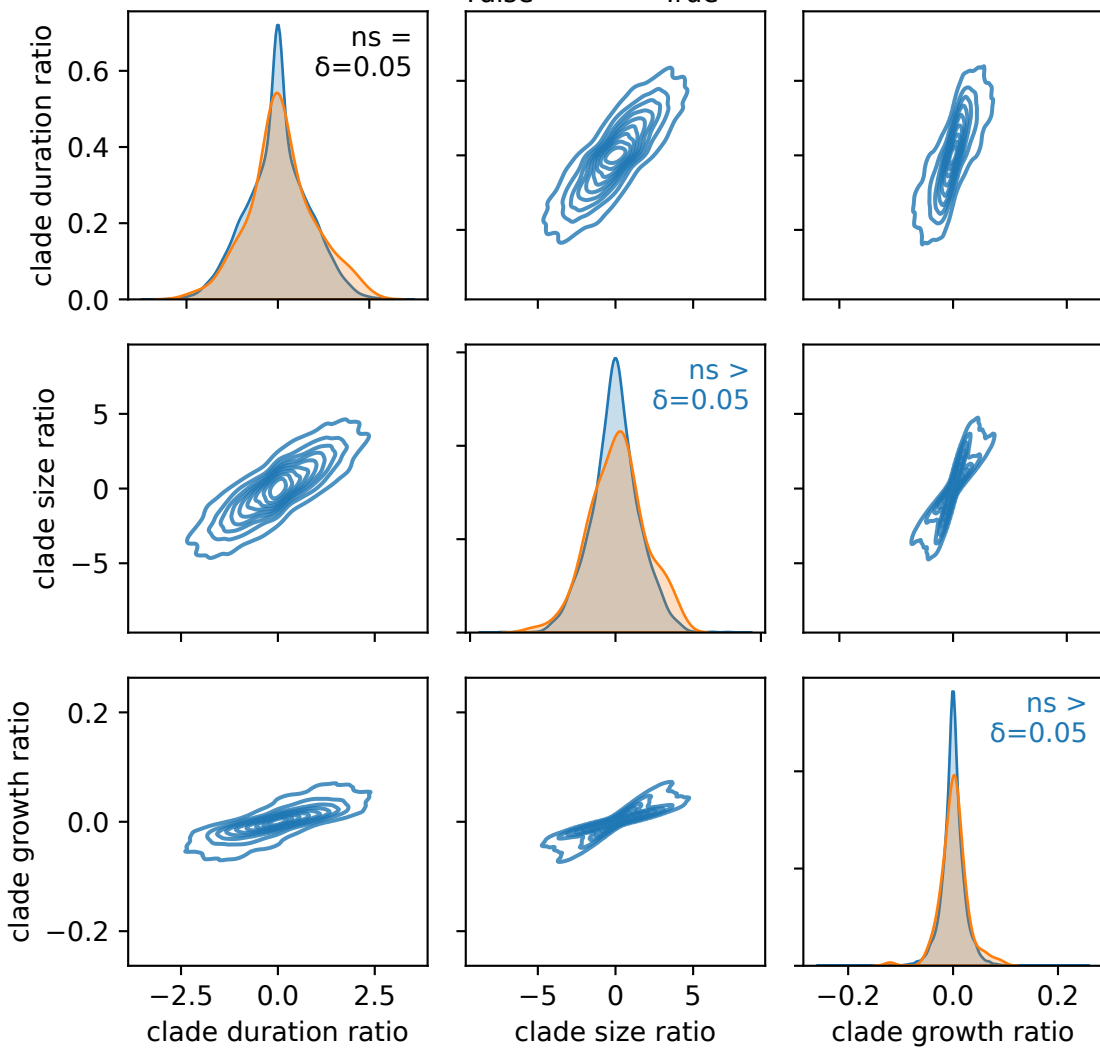 clade duration ratio
0.6
0.4
0.2
0.0
ns =
δ=0.05
clade size ratio
5
0
−5
ns >
δ=0.05
clade growth ratio
0.2
0.0
−0.2
ns >
δ=0.05
−2.5 0.0 2.5
−5 0 5
−0.2 0.0 0.2
clade duration ratio
clade size ratio
clade growth ratio